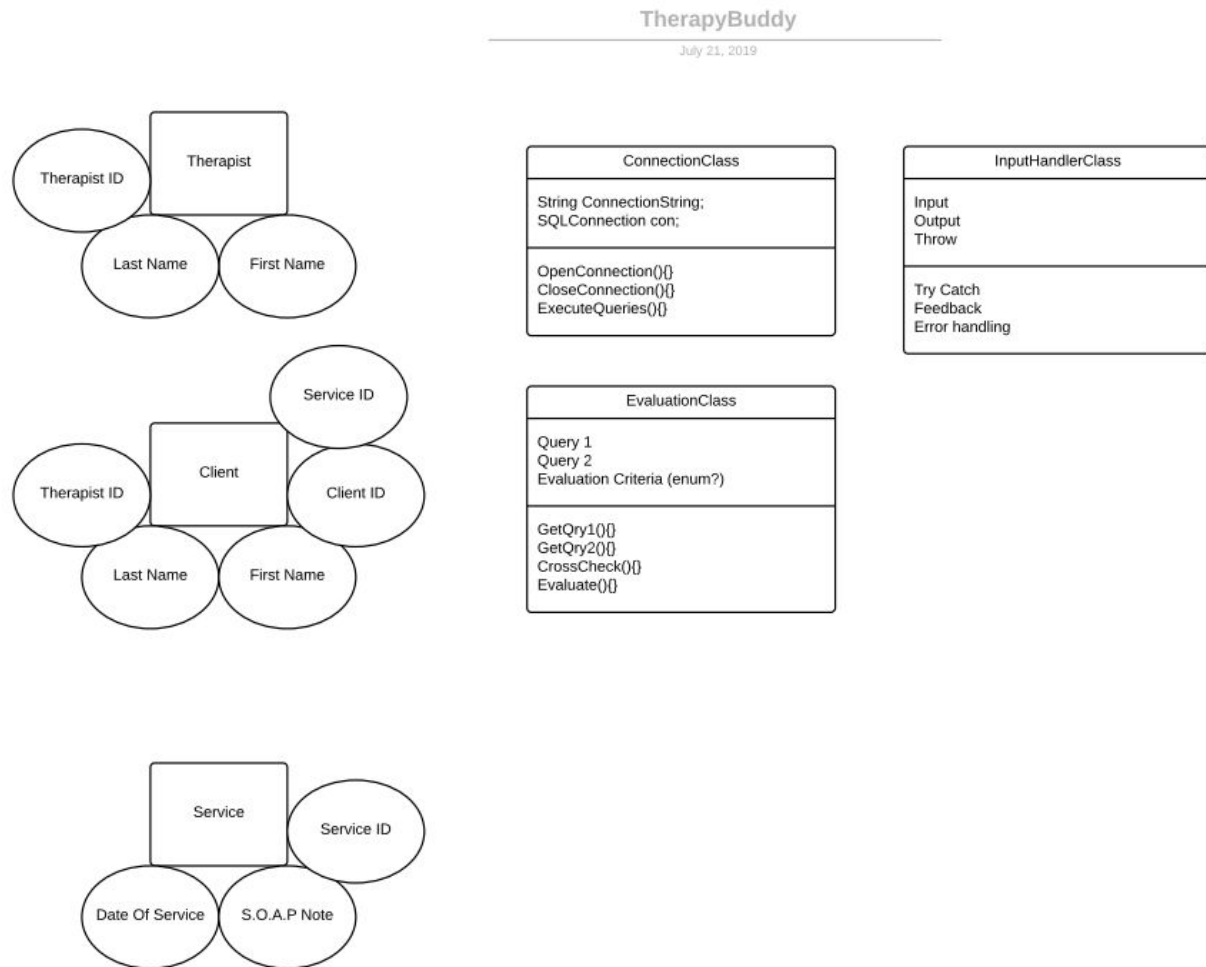 TherapyBuddy
July 21, 2019
Therapist
Therapist ID
Last Name
First Name
Service ID
Client
Therapist ID
Client ID
Last Name
First Name
Service
Service ID
Date Of Service
S.O.A.P Note
ConnectionClass
String ConnectionString;
SQLConnection con;
OpenConnection(){}
CloseConnection(){}
ExecuteQueries(){}
InputHandlerClass
Input
Output
Throw
Try Catch
Feedback
Error handling
EvaluationClass
Query 1
Query 2
Evaluation Criteria (enum?)
GetQry1(){}
GetQry2(){}
CrossCheck(){}
Evaluate(){}